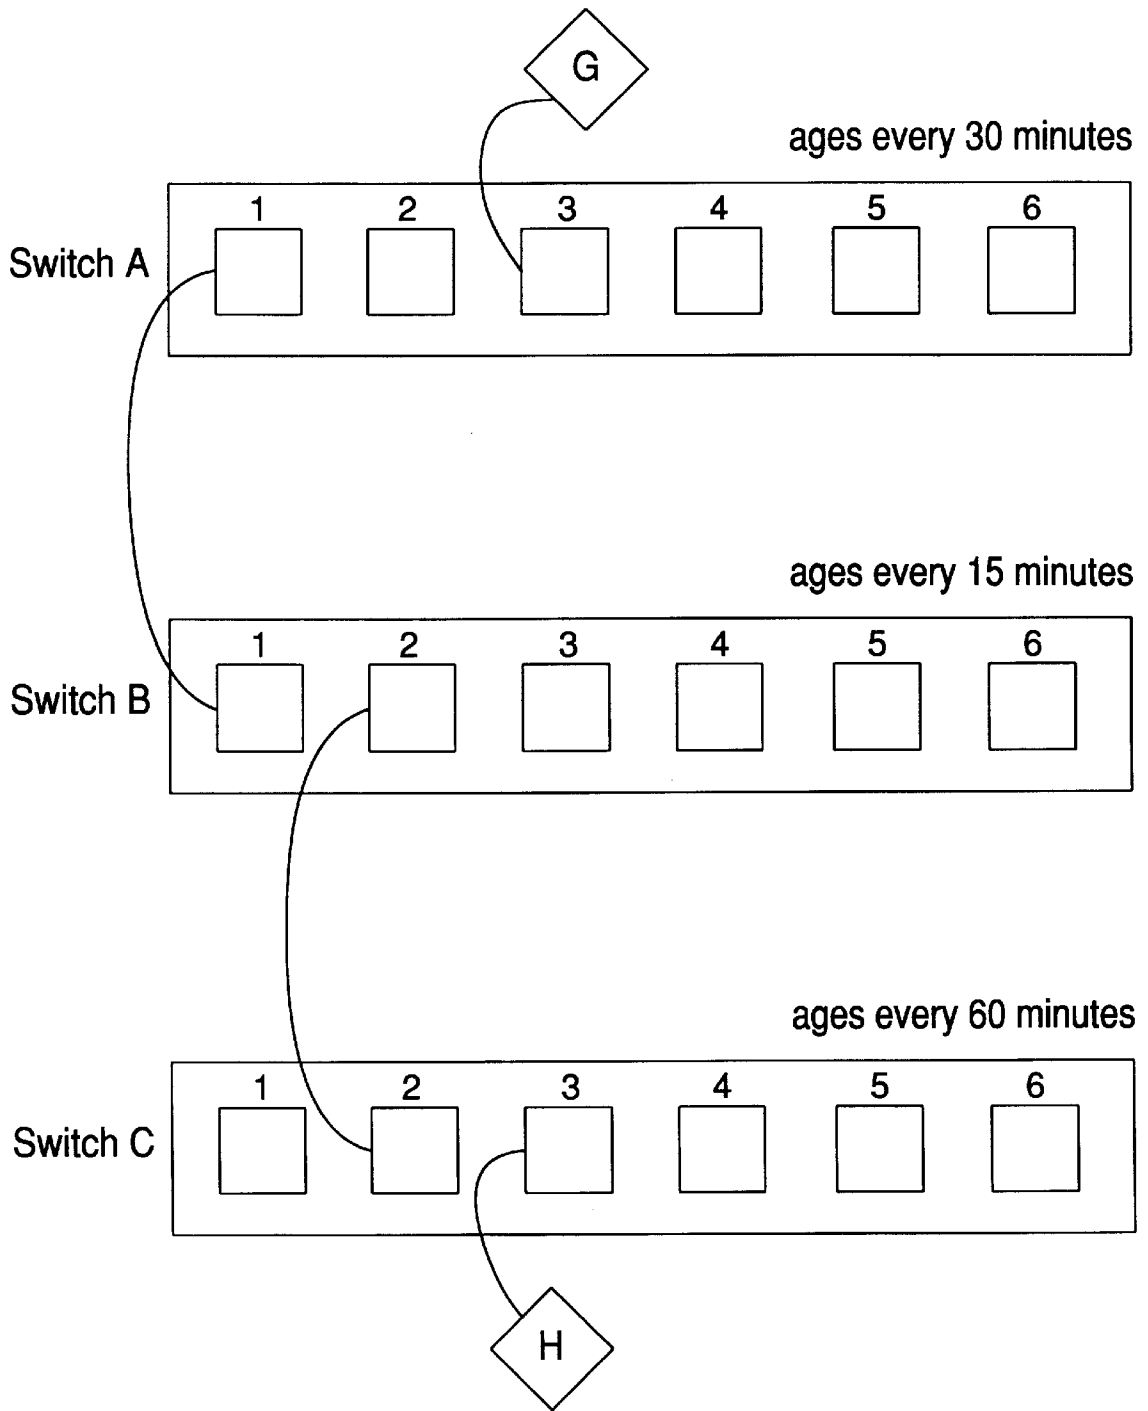 G
ages every 30 minutes
1 2 3 4 5 6
Switch A
ages every 15 minutes
1 2 3 4 5 6
Switch B
ages every 60 minutes
1 2 3 4 5 6
Switch C
H